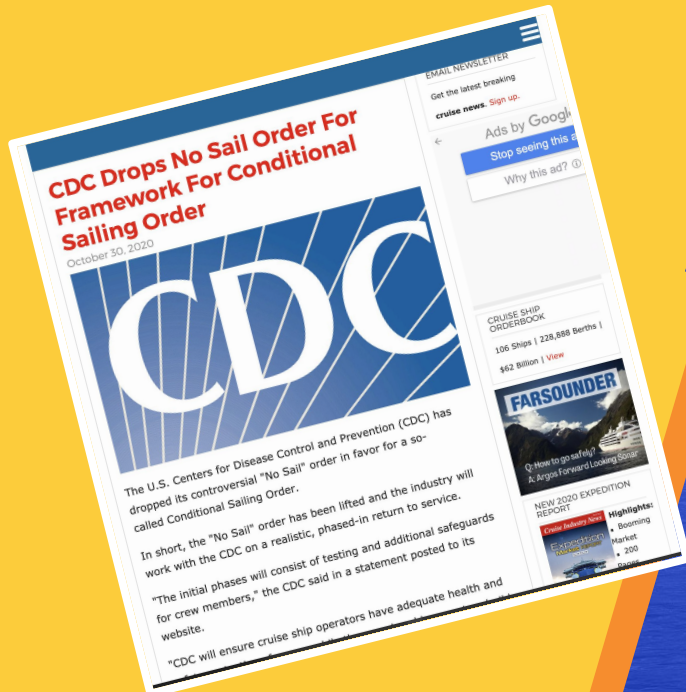 CDC Drops No Sail Order For
Framework For Conditional
Sailing Order
October 30, 2020
CDC
The U.S. Centers for Disease Control and Prevention (CDC) has
dropped its controversial "No Sail" order in favor for a so-
called Conditional Sailing Order.
In short, the "No Sail" order has been lifted and the industry will
work with the CDC on a realistic, phased-in return to service.
"The initial phases will consist of testing and additional safeguards
for crew members," the CDC said in a statement posted to its
website.
"CDC will ensure cruise ship operators have adequate health and
EMAIL NEWSLETTER
Get the latest breaking
cruise news. Sign up.
Ads by Googl
Stop seeing this a
Why this ad?
CRUISE SHIP
ORDERBOOK
106 Ships | 228,888 Berths |
$62 Billion | View
FARSOUNDER
Q: How to go safely?
A: Argos Forward Looking Sonar
NEW 2020 EXPEDITION
REPORT
Cruise Industry News
Expedition
Highlights:
• Booming
Market
• 200
Pages